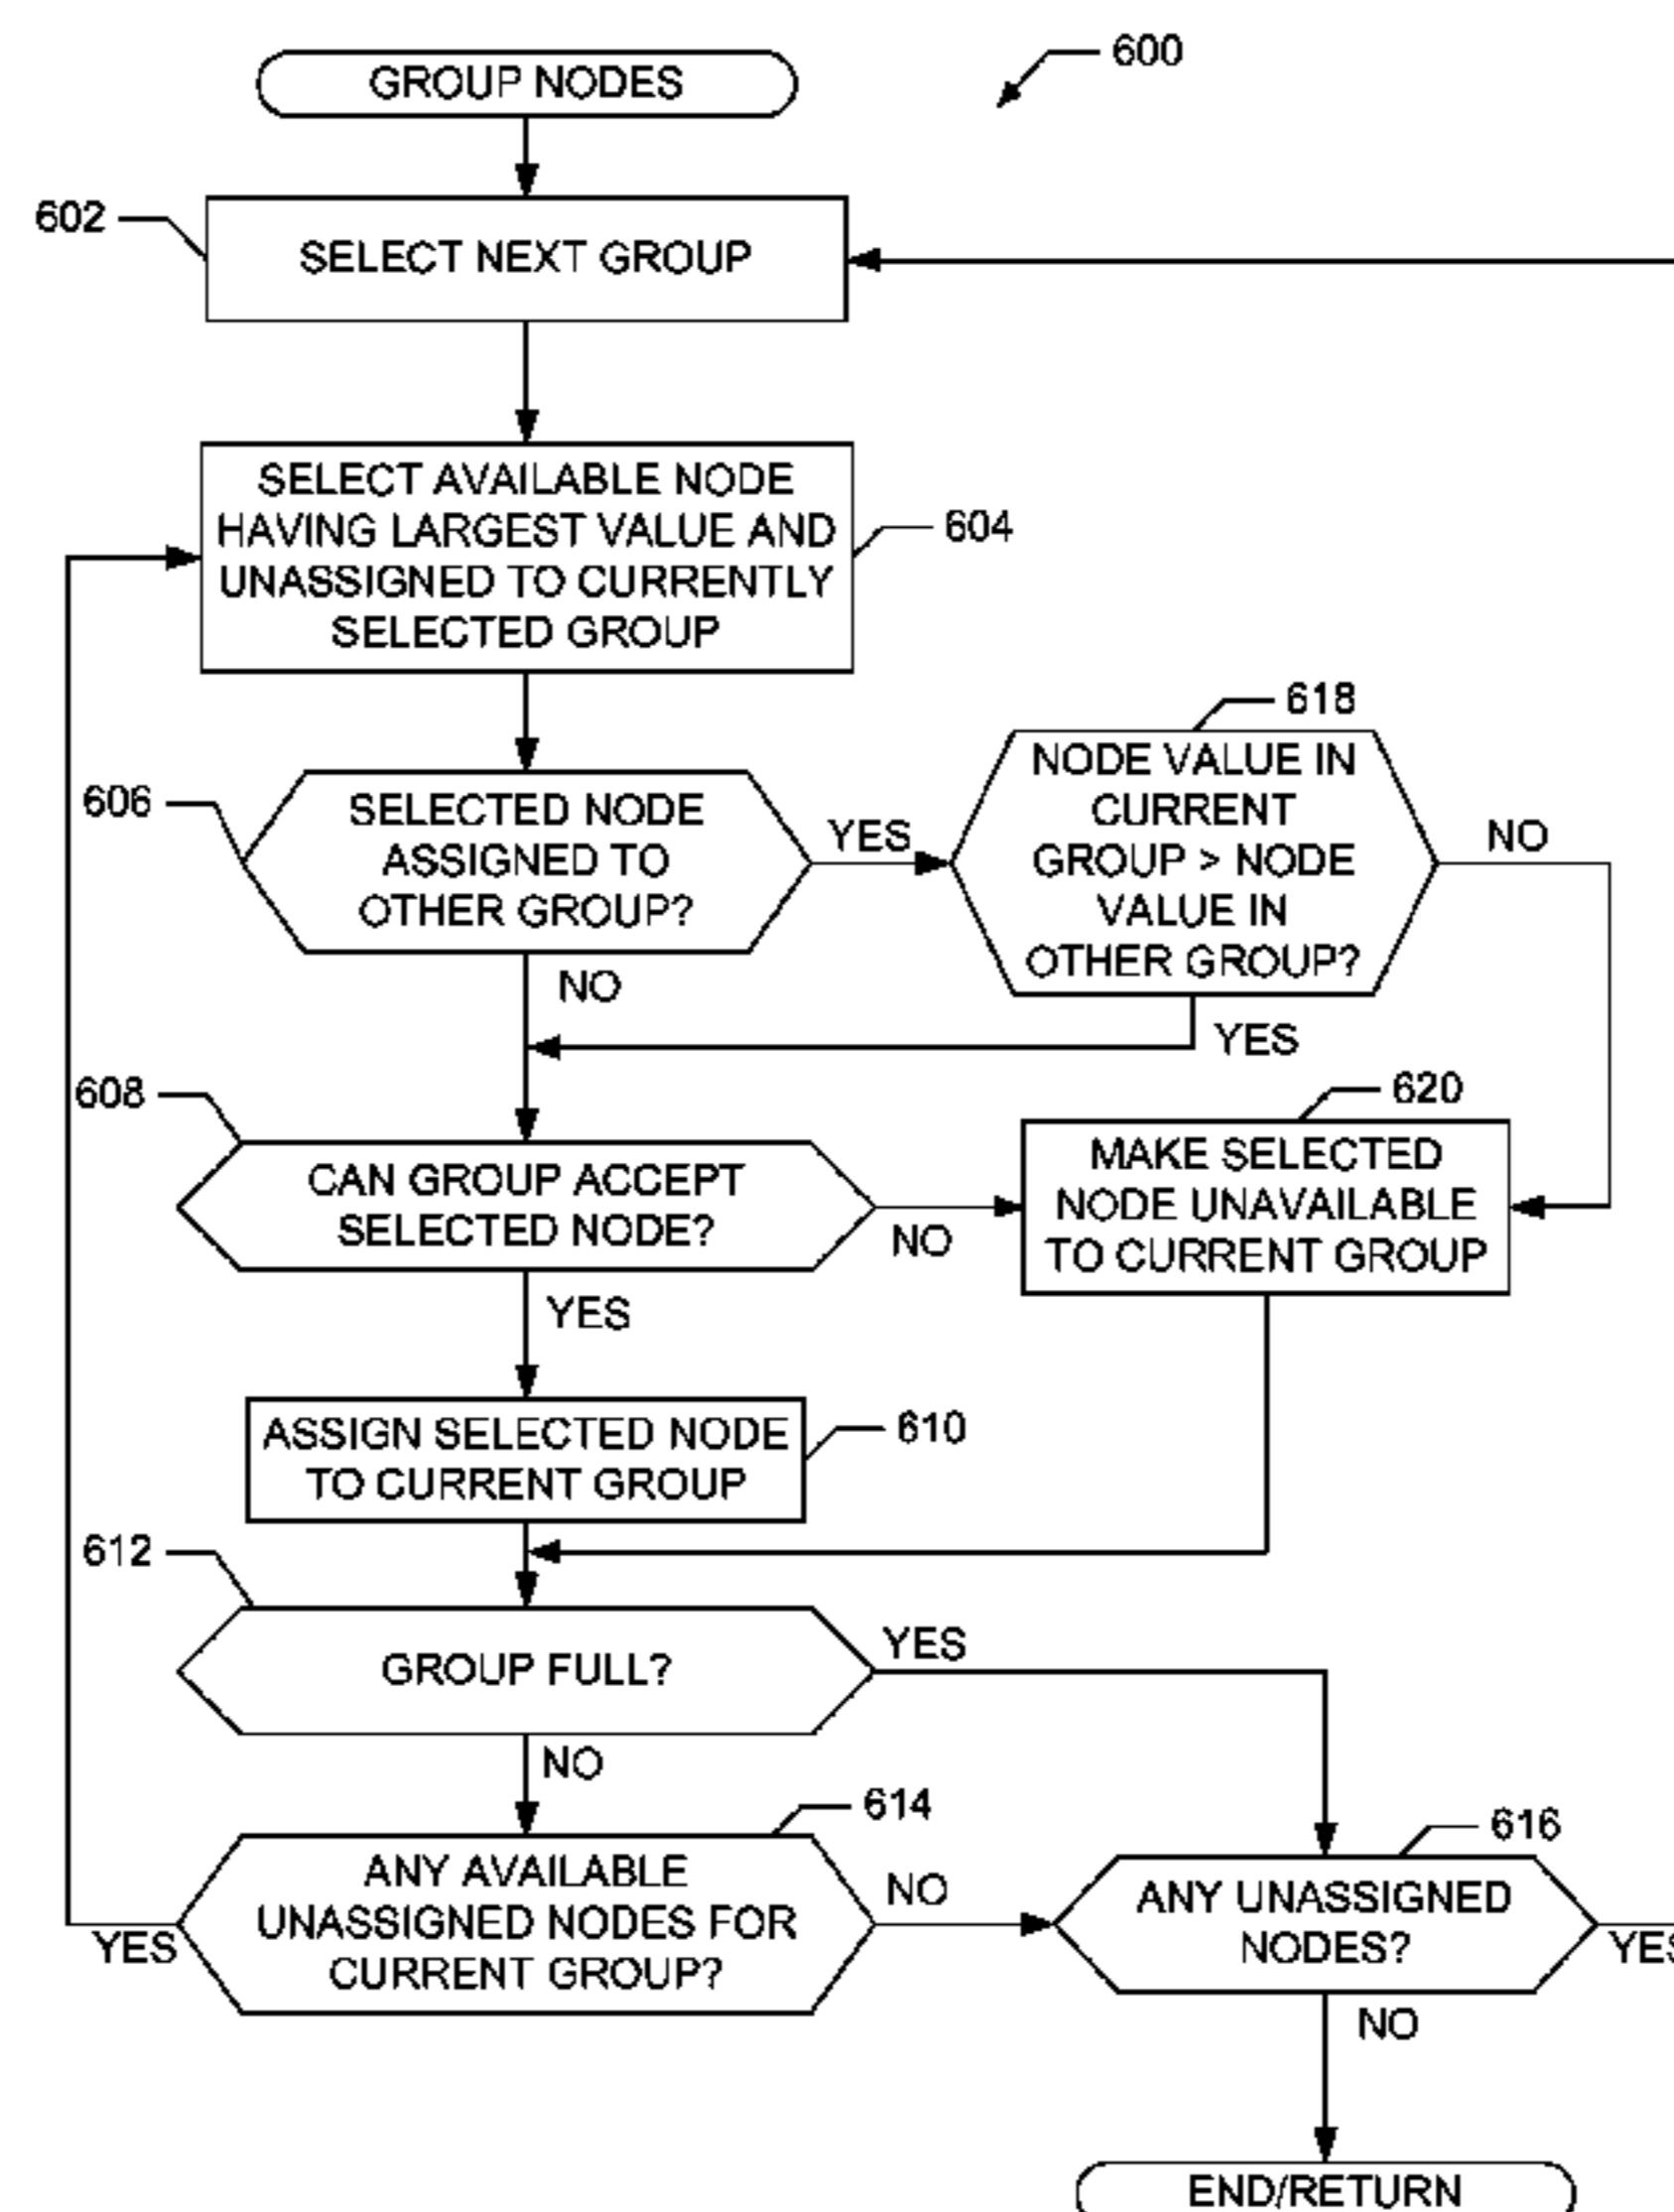 GROUP NODES
600
602
SELECT NEXT GROUP
SELECT AVAILABLE NODE
HAVING LARGEST VALUE AND
UNASSIGNED TO CURRENTLY
SELECTED GROUP
604
606
SELECTED NODE
ASSIGNED TO
OTHER GROUP?
YES
NO
618
NODE VALUE IN
CURRENT
GROUP > NODE
VALUE IN
OTHER GROUP?
NO
YES
608
CAN GROUP ACCEPT
SELECTED NODE?
NO
YES
620
MAKE SELECTED
NODE UNAVAILABLE
TO CURRENT GROUP
ASSIGN SELECTED NODE
TO CURRENT GROUP
610
612
GROUP FULL?
YES
NO
614
ANY AVAILABLE
UNASSIGNED NODES FOR
CURRENT GROUP?
YES
NO
616
ANY UNASSIGNED
NODES?
YES
NO
END/RETURN